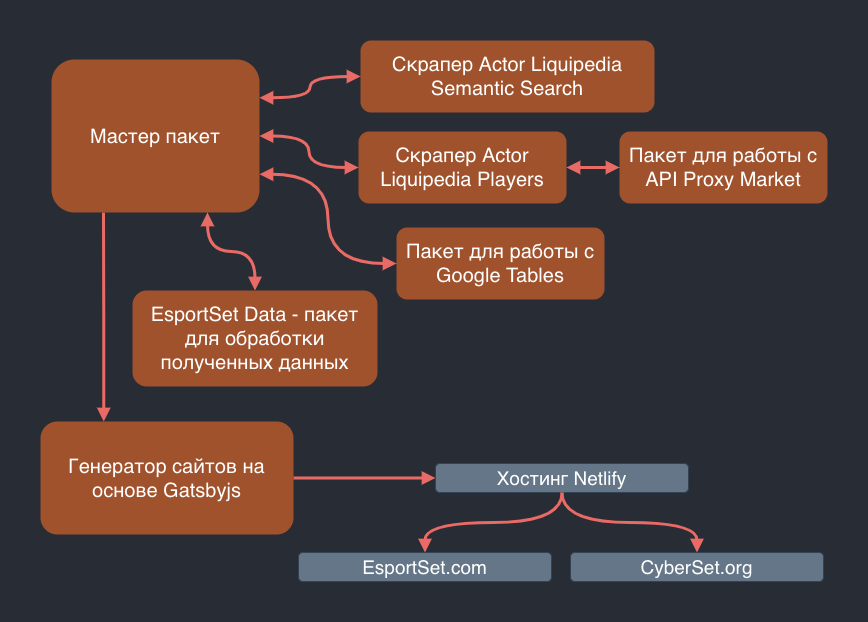 Скрапер Actor Liquipedia
Semantic Search
Мастер пакет
Скрапер Actor
Liquipedia Players
Пакет для работы с
API Proxy Market
Пакет для работы с
Google Tables
EsportSet Data - пакет
для обработки
полученных данных
Генератор сайтов на
основе Gatsbyjs
Хостинг Netlify
EsportSet.com
CyberSet.org